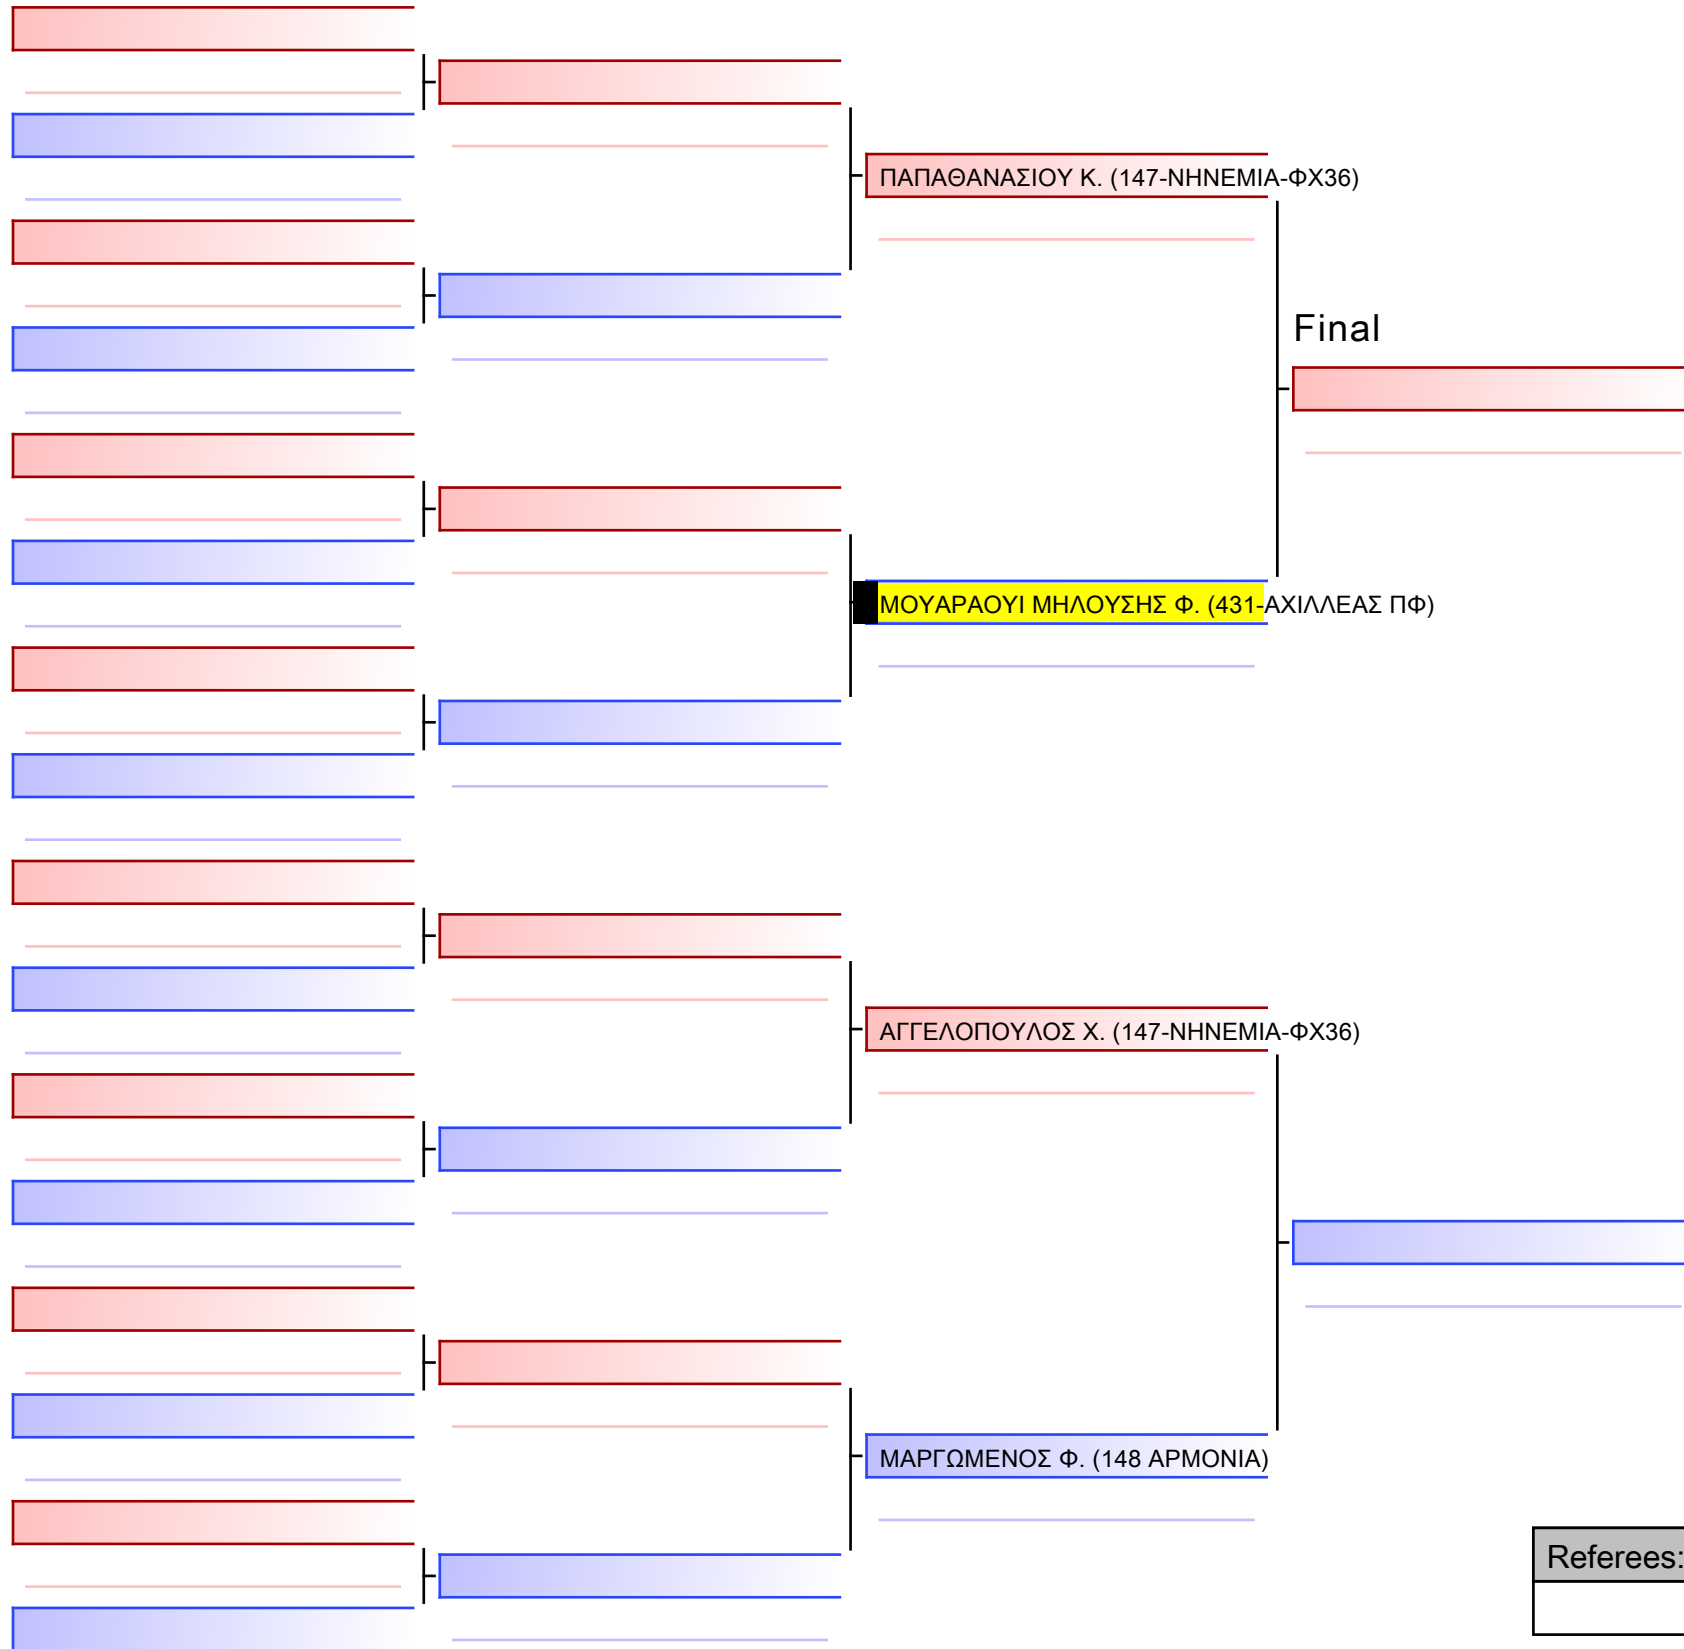 ΠΑΠΑΘΑΝΑΣΙΟΥ Κ. (147-ΝΗΝΕΜΙΑ-ΦΧ36)
Final
ΜΟΥΑΡΑΟΥΙ ΜΗΛΟΥΣΗΣ Φ. (431-ΑΧΙΛΛΕΑΣ ΠΦ)
ΑΓΓΕΛΟΠΟΥΛΟΣ Χ. (147-ΝΗΝΕΜΙΑ-ΦΧ36)
ΜΑΡΓΩΜΕΝΟΣ Φ. (148 ΑΡΜΟΝΙΑ)
Referees: